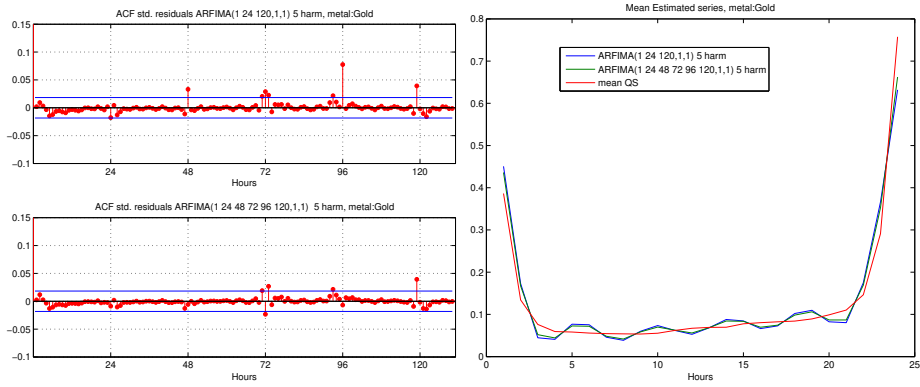 ACF std. residuals ARFIMA(1 24 120,1,1) 5 harm, metal:Gold
0.15
0.1
0.05
0
−0.05
−0.1
24 48 72 96 120
Hours
ACF std. residuals ARFIMA(1 24 48 72 96 120,1,1) 5 harm, metal:Gold
0.15
0.1
0.05
0
−0.05
−0.1
24 48 72 96 120
Hours
Mean Estimated series, metal:Gold
0.8
0.7
0.6
0.5
0.4
0.3
0.2
0.1
0
ARFIMA(1 24 120,1,1) 5 harm
ARFIMA(1 24 48 72 96 120,1,1) 5 harm
mean QS
0 5 10 15 20 25
Hours